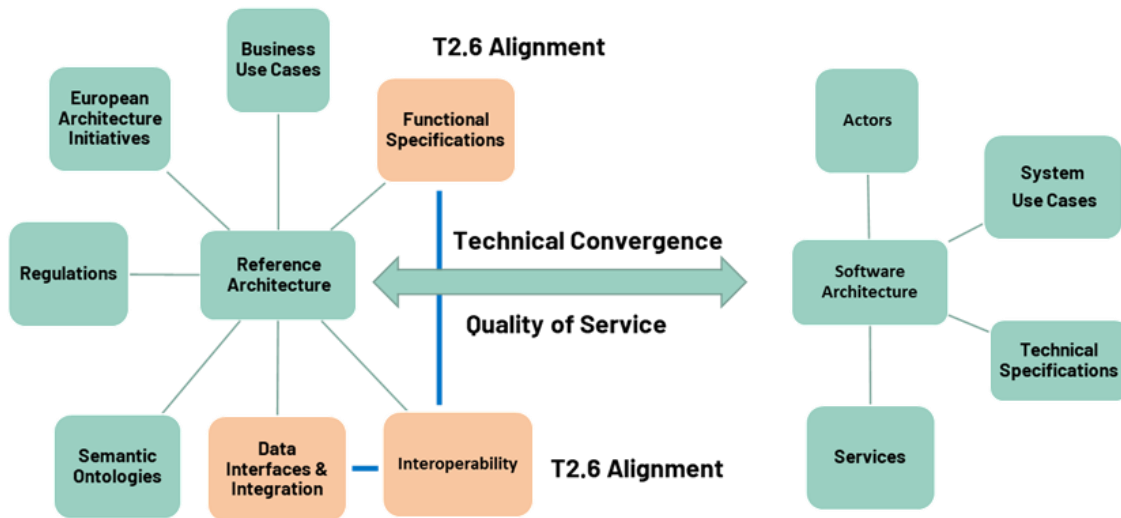 Business
Use Cases
T2.6 Alignment
European
Architecture
Initiatives
Functional
Specifications
Actors
System
Use Cases
Regulations
Reference
Architecture
Technical Convergence
Quality of Service
Software
Architecture
Technical
Specifications
Semantic
Ontologies
Data
Interfaces &
Integration
Interoperability
T2.6 Alignment
Services